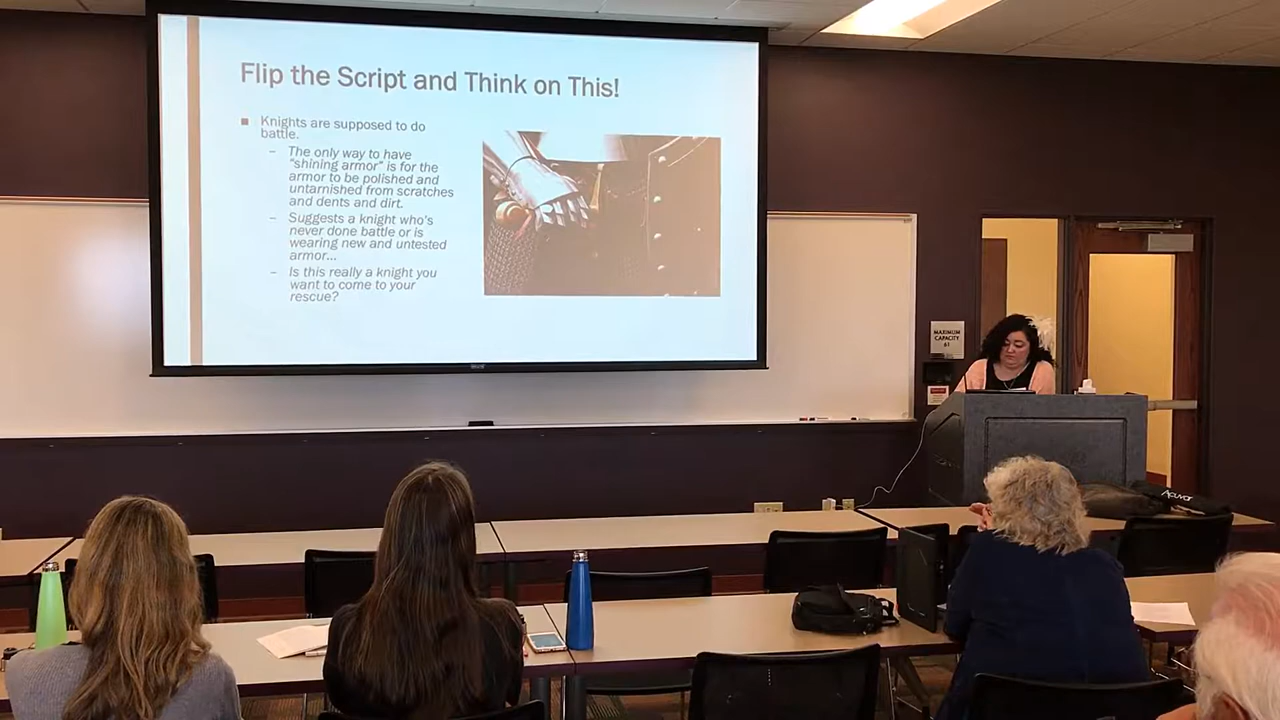 Flip the Script and Think on This!
Knights are supposed to do
battle.
– The only way to have
"shining armor" is for the
armor to be polished and
untarnished from scratches
and dents and dirt.
– Suggests a knight who's
never done battle or is
wearing new and untested
armor...
– Is this really a knight you
want to come to your
rescue?
MAXIMUM
CAPACITY
61
Acuvar